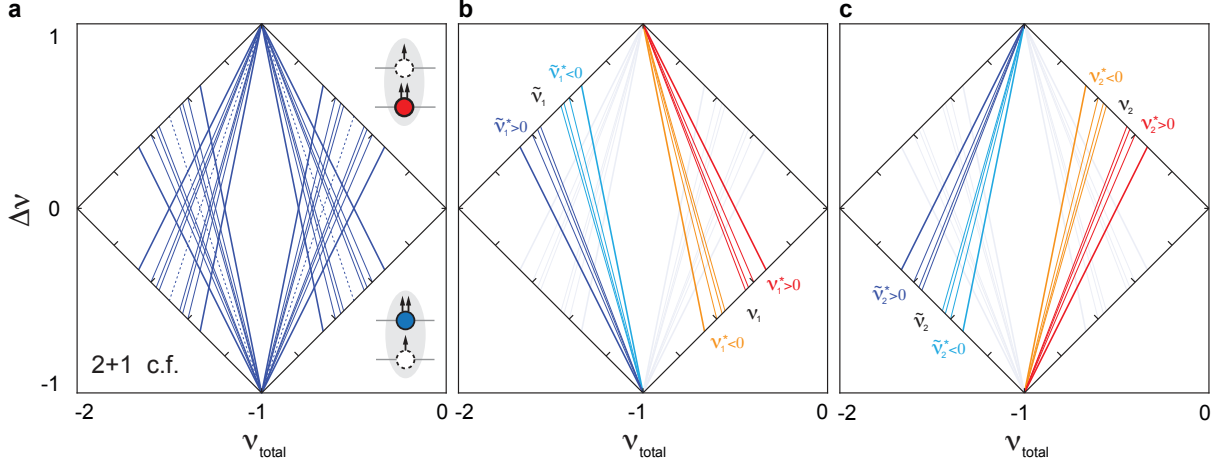 a
b
c
1
0
-1
Δν
2+1 c.f.
-2
-1
0
ν_total
ν̃₁*<0
ν̃₁
ν̃₁*>0
ν₁*>0
ν₁
ν₁*<0
-2
-1
0
ν_total
ν₂*<0
ν₂
ν₂*>0
ν̃₂*>0
ν̃₂
ν̃₂*<0
-2
-1
0
ν_total